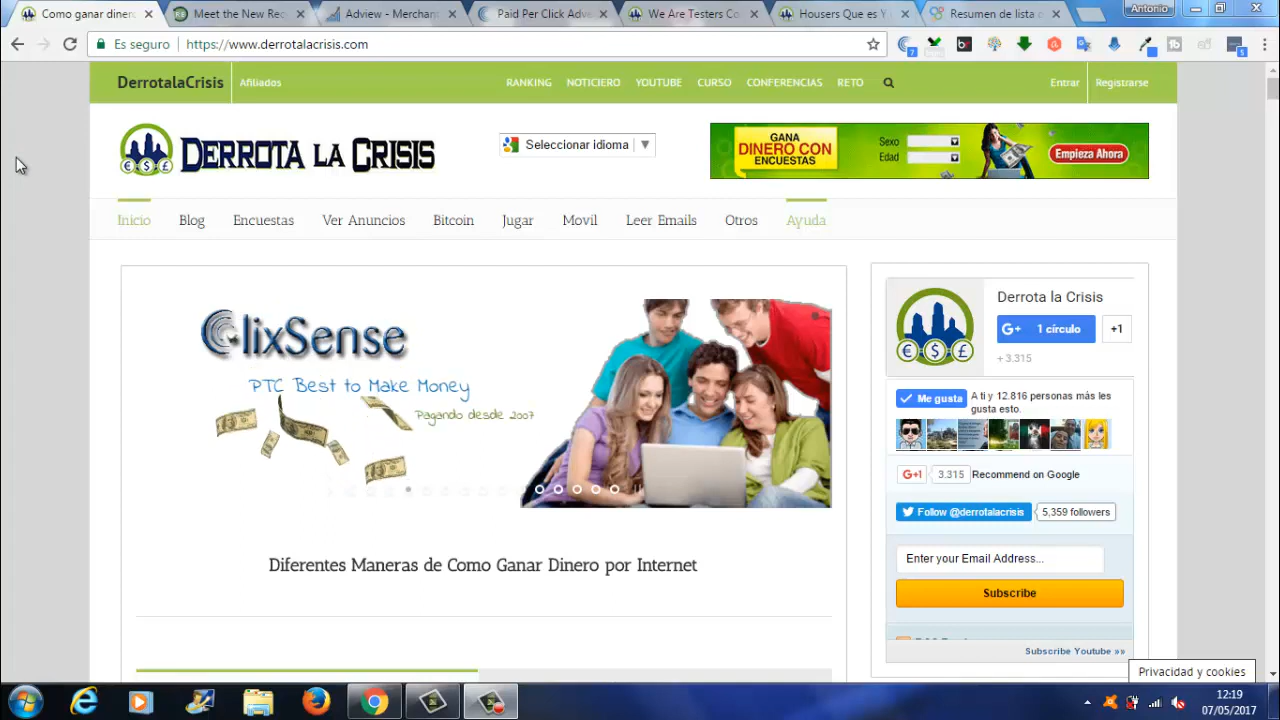 Como ganar diner
Meet the New Re
Adview - Merchan
Paid Per Click Adv
We Are Testers Co
Housers Que es Y
Resumen de lista d
Antonio
Es seguro
https://www.derrotalacrisis.com
DerrotalaCrisis
Afiliados
RANKING
NOTICIERO
YOUTUBE
CURSO
CONFERENCIAS
RETO
Entrar
Registrarse
DERROTA LA CRISIS
Seleccionar idioma
GANA
DINERO CON
ENCUESTAS
Sexo
Edad
Empieza Ahora
Inicio
Blog
Encuestas
Ver Anuncios
Bitcoin
Jugar
Movil
Leer Emails
Otros
Ayuda
ClixSense
PTC Best to Make Money
Pagando desde 2007
Diferentes Maneras de Como Ganar Dinero por Internet
Derrota la Crisis
G+ 1 círculo
+1
+ 3.315
Me gusta
A ti y 12.816 personas más les
gusta esto.
G+1
3.315
Recommend on Google
Follow @derrotalacrisis
5,359 followers
Enter your Email Address...
Subscribe
Subscribe Youtube »»
Privacidad y cookies
12:19
07/05/2017